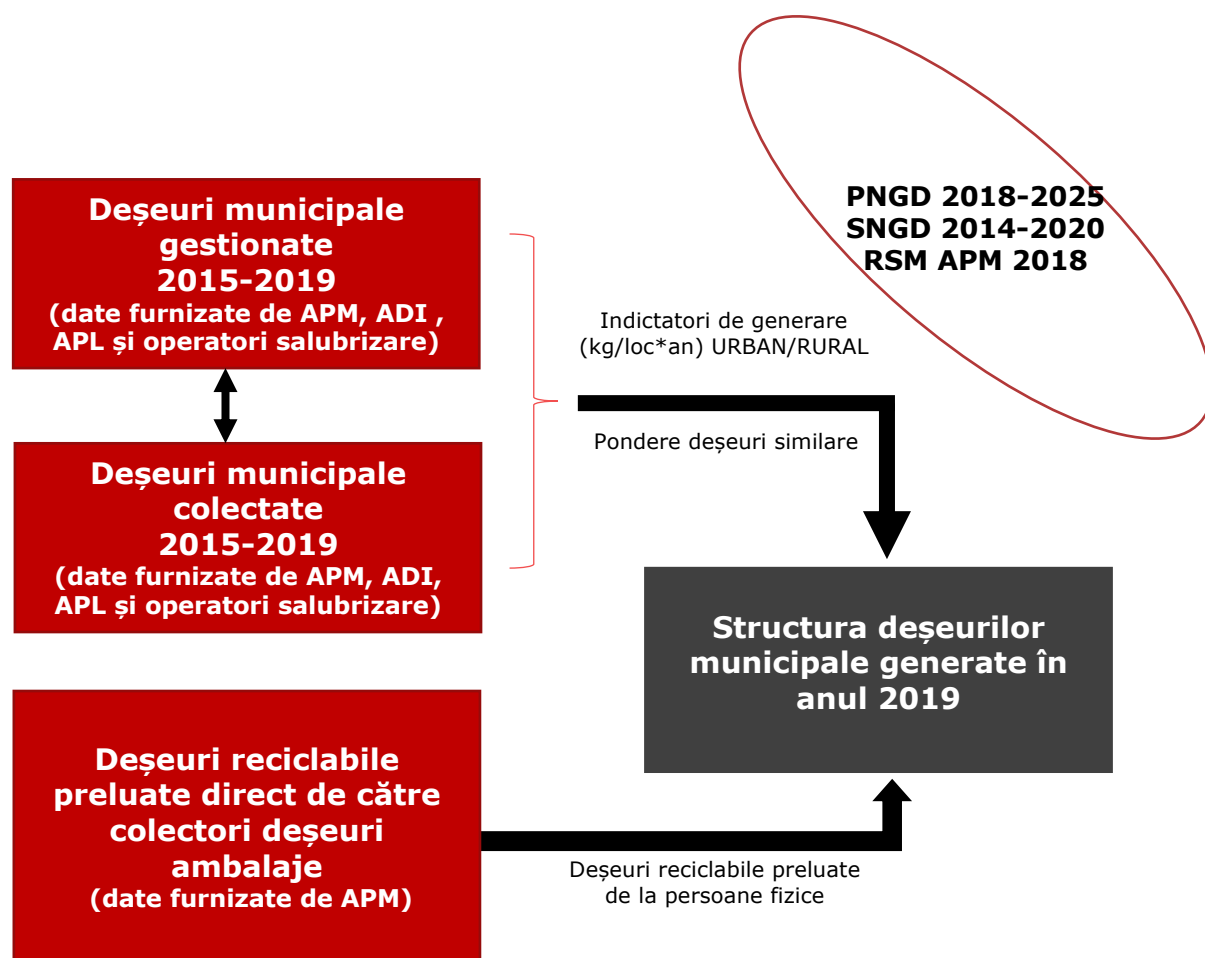 Deșeuri municipale
gestionate
2015-2019
(date furnizate de APM, ADI ,
APL și operatori salubrizare)
Deșeuri municipale
colectate
2015-2019
(date furnizate de APM, ADI,
APL și operatori salubrizare)
Deșeuri reciclabile
preluate direct de către
colectori deșeuri
ambalaje
(date furnizate de APM)
Indictatori de generare
(kg/loc*an) URBAN/RURAL
Pondere deșeuri similare
PNGD 2018-2025
SNGD 2014-2020
RSM APM 2018
Structura deșeurilor
municipale generate în
anul 2019
Deșeuri reciclabile preluate
de la persoane fizice